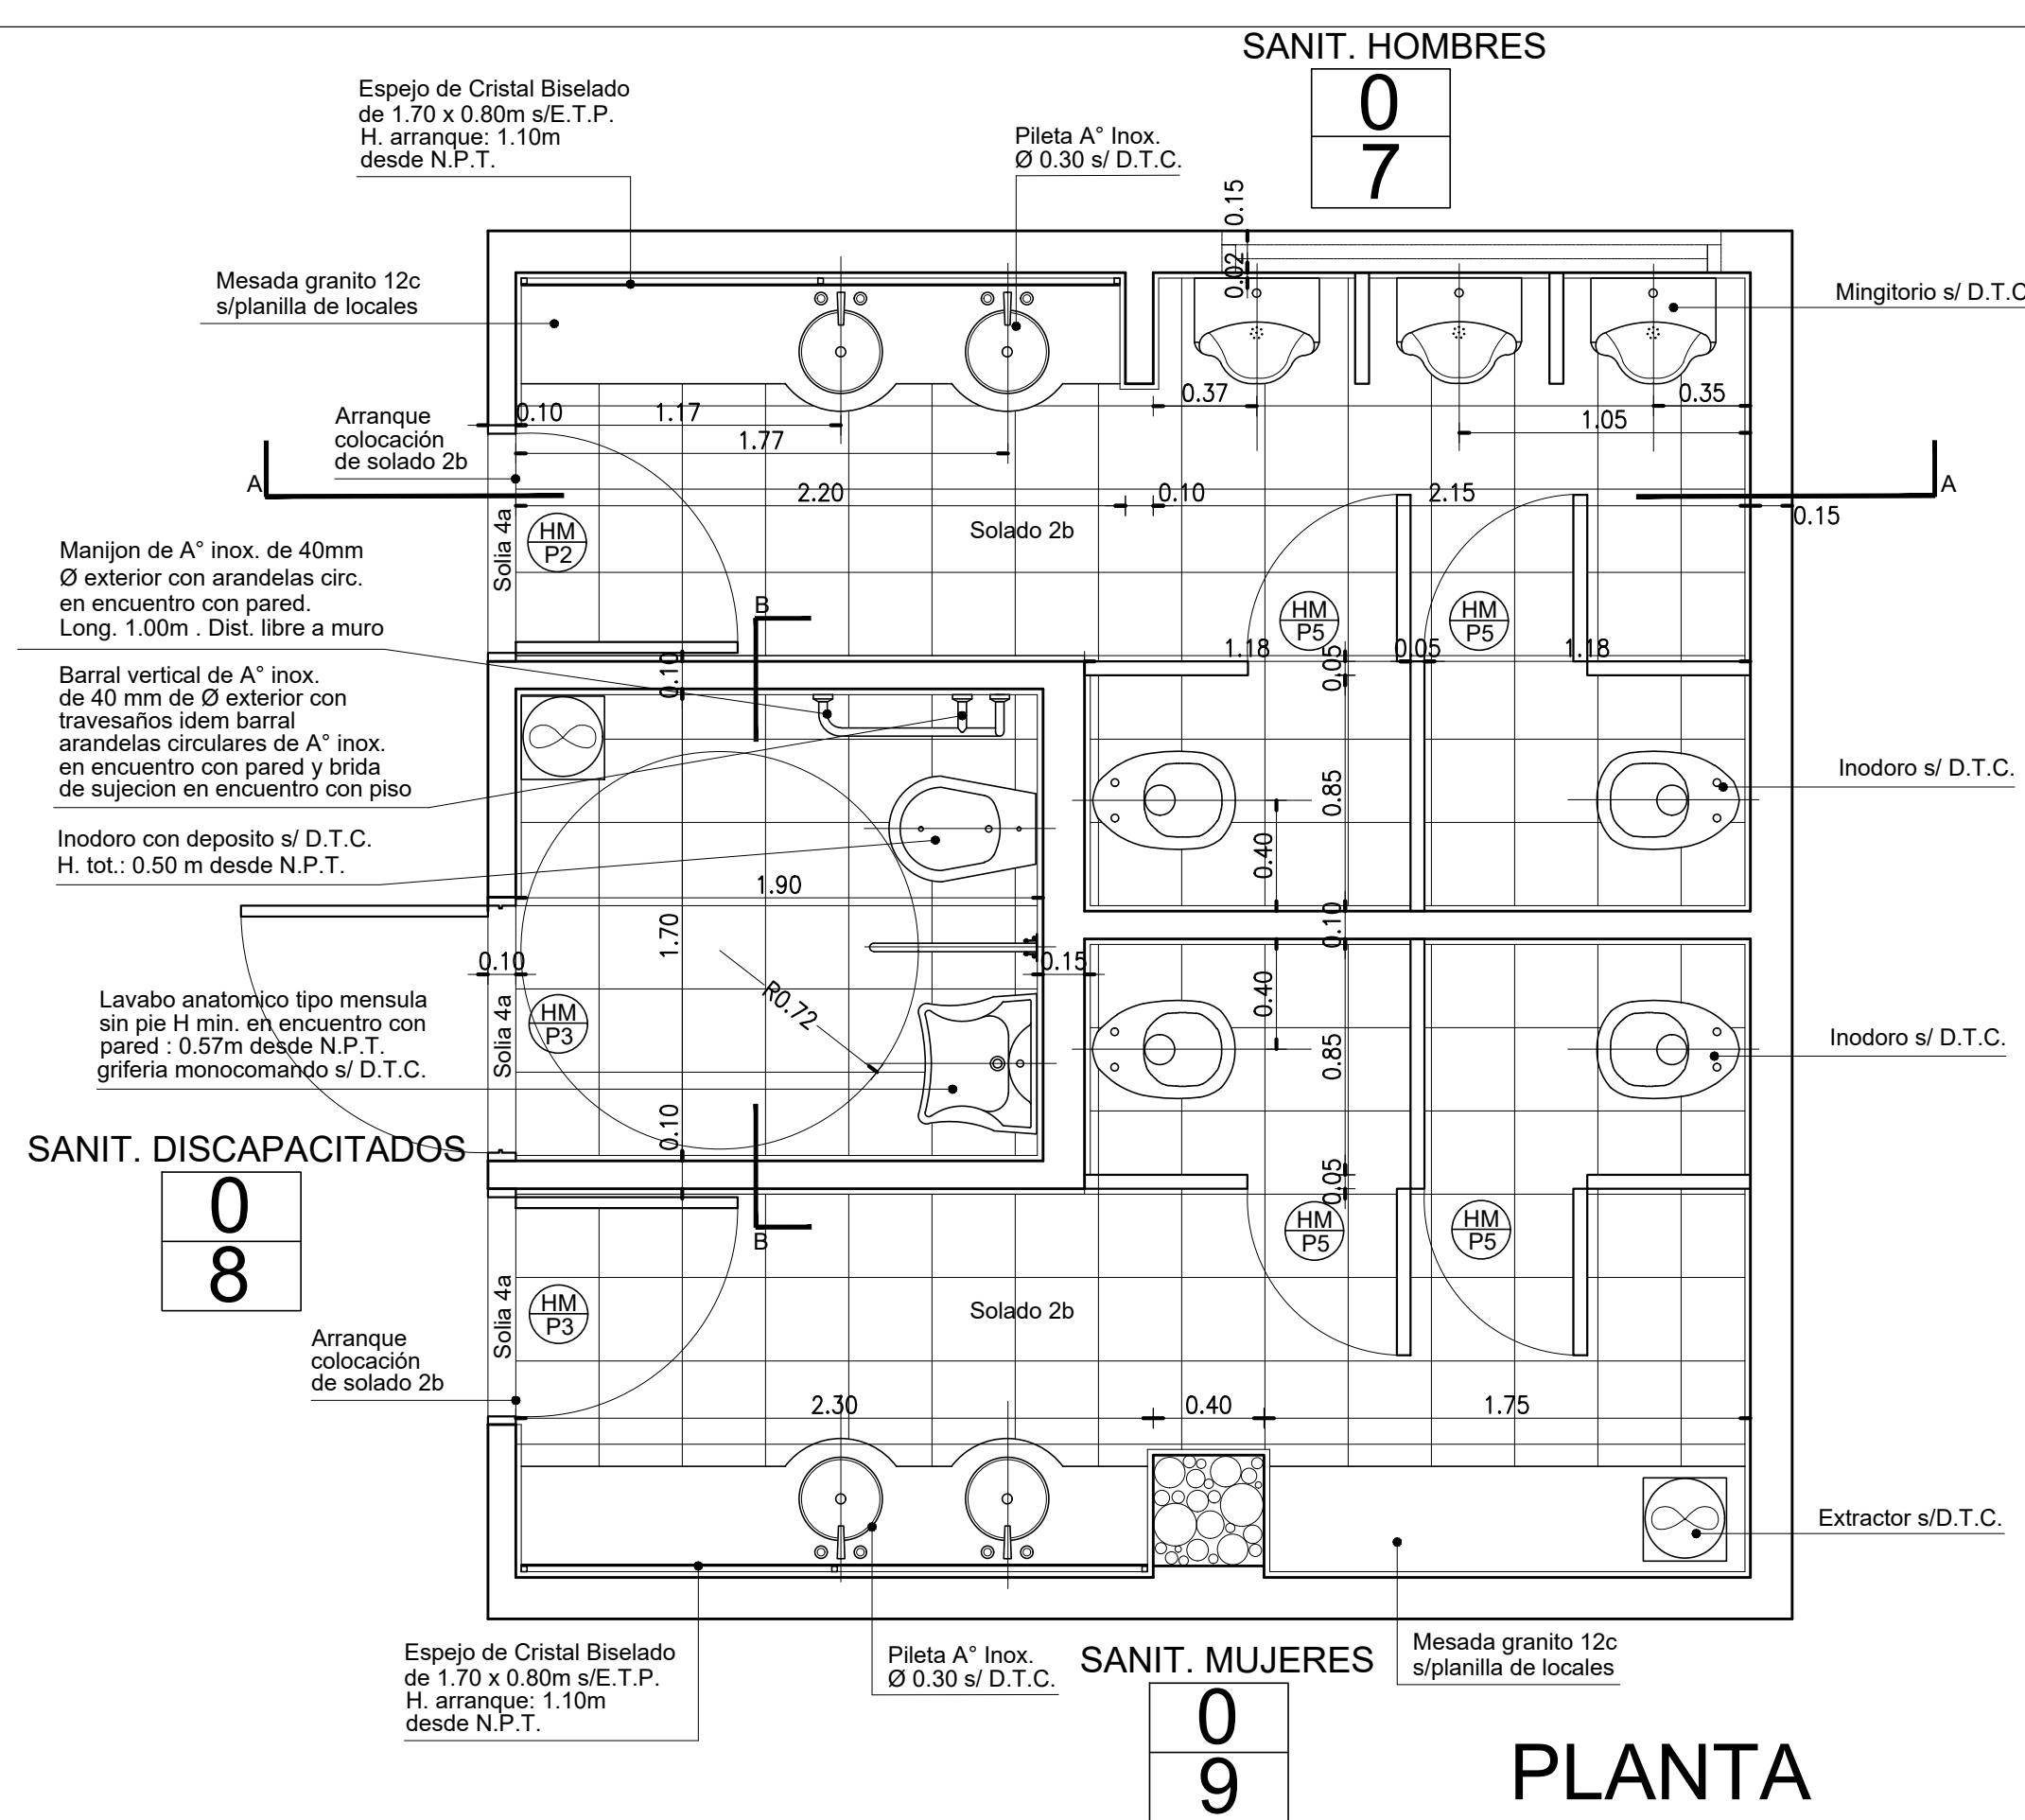 SANIT. HOMBRES
0
7
Espejo de Cristal Biselado
de 1.70 x 0.80m s/E.T.P.
H. arranque: 1.10m
desde N.P.T.
Pileta A° Inox.
Ø 0.30 s/ D.T.C.
0.15
0.02
Mesada granito 12c
s/planilla de locales
Mingitorio s/ D.T.C
0.37
0.35
1.05
Arranque
colocación
de solado 2b
0.10
1.17
1.77
A
A
2.20
0.10
2.15
0.15
Solia 4a
HM
P2
Solado 2b
Manijon de A° inox. de 40mm
Ø exterior con arandelas circ.
en encuentro con pared.
Long. 1.00m . Dist. libre a muro
B
HM
P5
HM
P5
1.18
0.05
0.05
1.18
0.10
Barral vertical de A° inox.
de 40 mm de Ø exterior con
travesaños idem barral
arandelas circulares de A° inox.
en encuentro con pared y brida
de sujecion en encuentro con piso
Inodoro s/ D.T.C.
0.85
0.40
Inodoro con deposito s/ D.T.C.
H. tot.: 0.50 m desde N.P.T.
1.90
1.70
0.10
0.10
0.15
R0.72
0.40
0.85
Lavabo anatomico tipo mensula
sin pie H min. en encuentro con
pared : 0.57m desde N.P.T.
griferia monocomando s/ D.T.C.
Solia 4a
HM
P3
Inodoro s/ D.T.C.
0.10
0.05
SANIT. DISCAPACITADOS
0
8
B
HM
P5
HM
P5
Solia 4a
HM
P3
Solado 2b
Arranque
colocación
de solado 2b
2.30
0.40
1.75
Extractor s/D.T.C.
Espejo de Cristal Biselado
de 1.70 x 0.80m s/E.T.P.
H. arranque: 1.10m
desde N.P.T.
Pileta A° Inox.
Ø 0.30 s/ D.T.C.
SANIT. MUJERES
0
9
Mesada granito 12c
s/planilla de locales
PLANTA